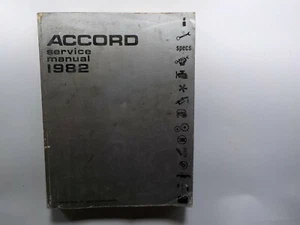 ACCORD
service
manual
1982
specs